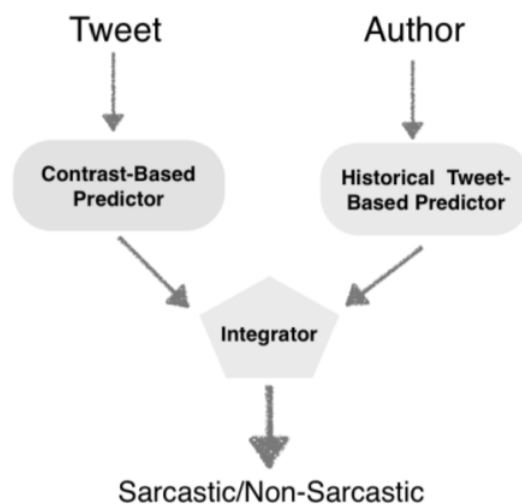 Tweet
Author
Contrast-Based
Predictor
Historical Tweet-
Based Predictor
Integrator
Sarcastic/Non-Sarcastic